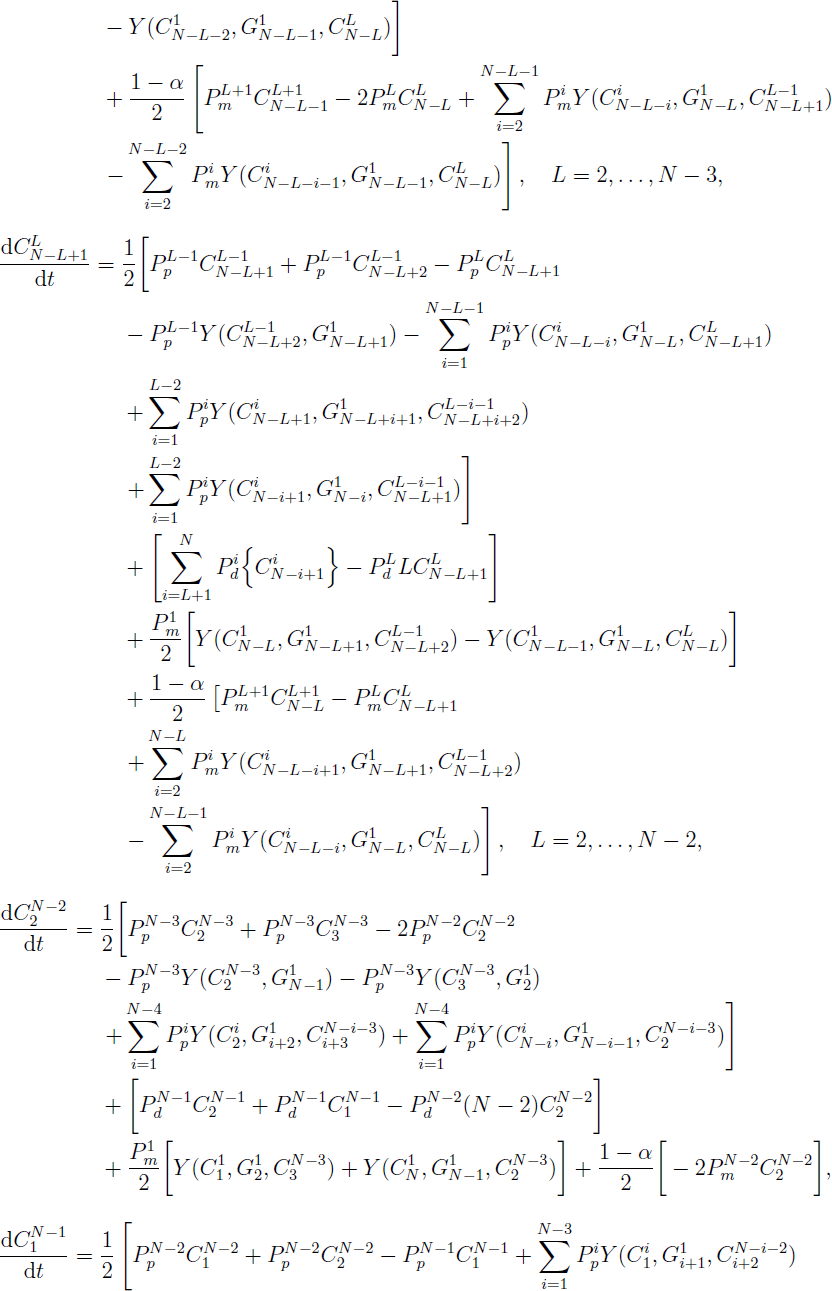 $- Y(C^1_{N-L-2}, G^1_{N-L-1}, C^L_{N-L})\Big]$
$+ \frac{1-\alpha}{2}\Big[P^{L+1}_m C^{L+1}_{N-L-1} - 2P^L_m C^L_{N-L} + \sum_{i=2}^{N-L-1} P^i_m Y(C^i_{N-L-i}, G^1_{N-L}, C^{L-1}_{N-L+1})$
$- \sum_{i=2}^{N-L-2} P^i_m Y(C^i_{N-L-i-1}, G^1_{N-L-1}, C^L_{N-L})\Big], \quad L = 2, \ldots, N-3,$
$\frac{\mathrm{d}C^L_{N-L+1}}{\mathrm{d}t} = \frac{1}{2}\Big[P^{L-1}_p C^{L-1}_{N-L+1} + P^{L-1}_p C^{L-1}_{N-L+2} - P^L_p C^L_{N-L+1}$
$- P^{L-1}_p Y(C^{L-1}_{N-L+2}, G^1_{N-L+1}) - \sum_{i=1}^{N-L-1} P^i_p Y(C^i_{N-L-i}, G^1_{N-L}, C^L_{N-L+1})$
$+ \sum_{i=1}^{L-2} P^i_p Y(C^i_{N-L+1}, G^1_{N-L+i+1}, C^{L-i-1}_{N-L+i+2})$
$+ \sum_{i=1}^{L-2} P^i_p Y(C^i_{N-i+1}, G^1_{N-i}, C^{L-i-1}_{N-L+1})\Big]$
$+ \Big[\sum_{i=L+1}^{N} P^i_d \Big\{C^i_{N-i+1}\Big\} - P^L_d L C^L_{N-L+1}\Big]$
$+ \frac{P^1_m}{2}\Big[Y(C^1_{N-L}, G^1_{N-L+1}, C^{L-1}_{N-L+2}) - Y(C^1_{N-L-1}, G^1_{N-L}, C^L_{N-L})\Big]$
$+ \frac{1-\alpha}{2}\big[P^{L+1}_m C^{L+1}_{N-L} - P^L_m C^L_{N-L+1}$
$+ \sum_{i=2}^{N-L} P^i_m Y(C^i_{N-L-i+1}, G^1_{N-L+1}, C^{L-1}_{N-L+2})$
$- \sum_{i=2}^{N-L-1} P^i_m Y(C^i_{N-L-i}, G^1_{N-L}, C^L_{N-L})\Big], \quad L = 2, \ldots, N-2,$
$\frac{\mathrm{d}C^{N-2}_2}{\mathrm{d}t} = \frac{1}{2}\Big[P^{N-3}_p C^{N-3}_2 + P^{N-3}_p C^{N-3}_3 - 2P^{N-2}_p C^{N-2}_2$
$- P^{N-3}_p Y(C^{N-3}_2, G^1_{N-1}) - P^{N-3}_p Y(C^{N-3}_3, G^1_2)$
$+ \sum_{i=1}^{N-4} P^i_p Y(C^i_2, G^1_{i+2}, C^{N-i-3}_{i+3}) + \sum_{i=1}^{N-4} P^i_p Y(C^i_{N-i}, G^1_{N-i-1}, C^{N-i-3}_2)\Big]$
$+ \Big[P^{N-1}_d C^{N-1}_2 + P^{N-1}_d C^{N-1}_1 - P^{N-2}_d (N-2) C^{N-2}_2\Big]$
$+ \frac{P^1_m}{2}\Big[Y(C^1_1, G^1_2, C^{N-3}_3) + Y(C^1_N, G^1_{N-1}, C^{N-3}_2)\Big] + \frac{1-\alpha}{2}\Big[- 2P^{N-2}_m C^{N-2}_2\Big],$
$\frac{\mathrm{d}C^{N-1}_1}{\mathrm{d}t} = \frac{1}{2}\Big[P^{N-2}_p C^{N-2}_1 + P^{N-2}_p C^{N-2}_2 - P^{N-1}_p C^{N-1}_1 + \sum_{i=1}^{N-3} P^i_p Y(C^i_1, G^1_{i+1}, C^{N-i-2}_{i+2})$